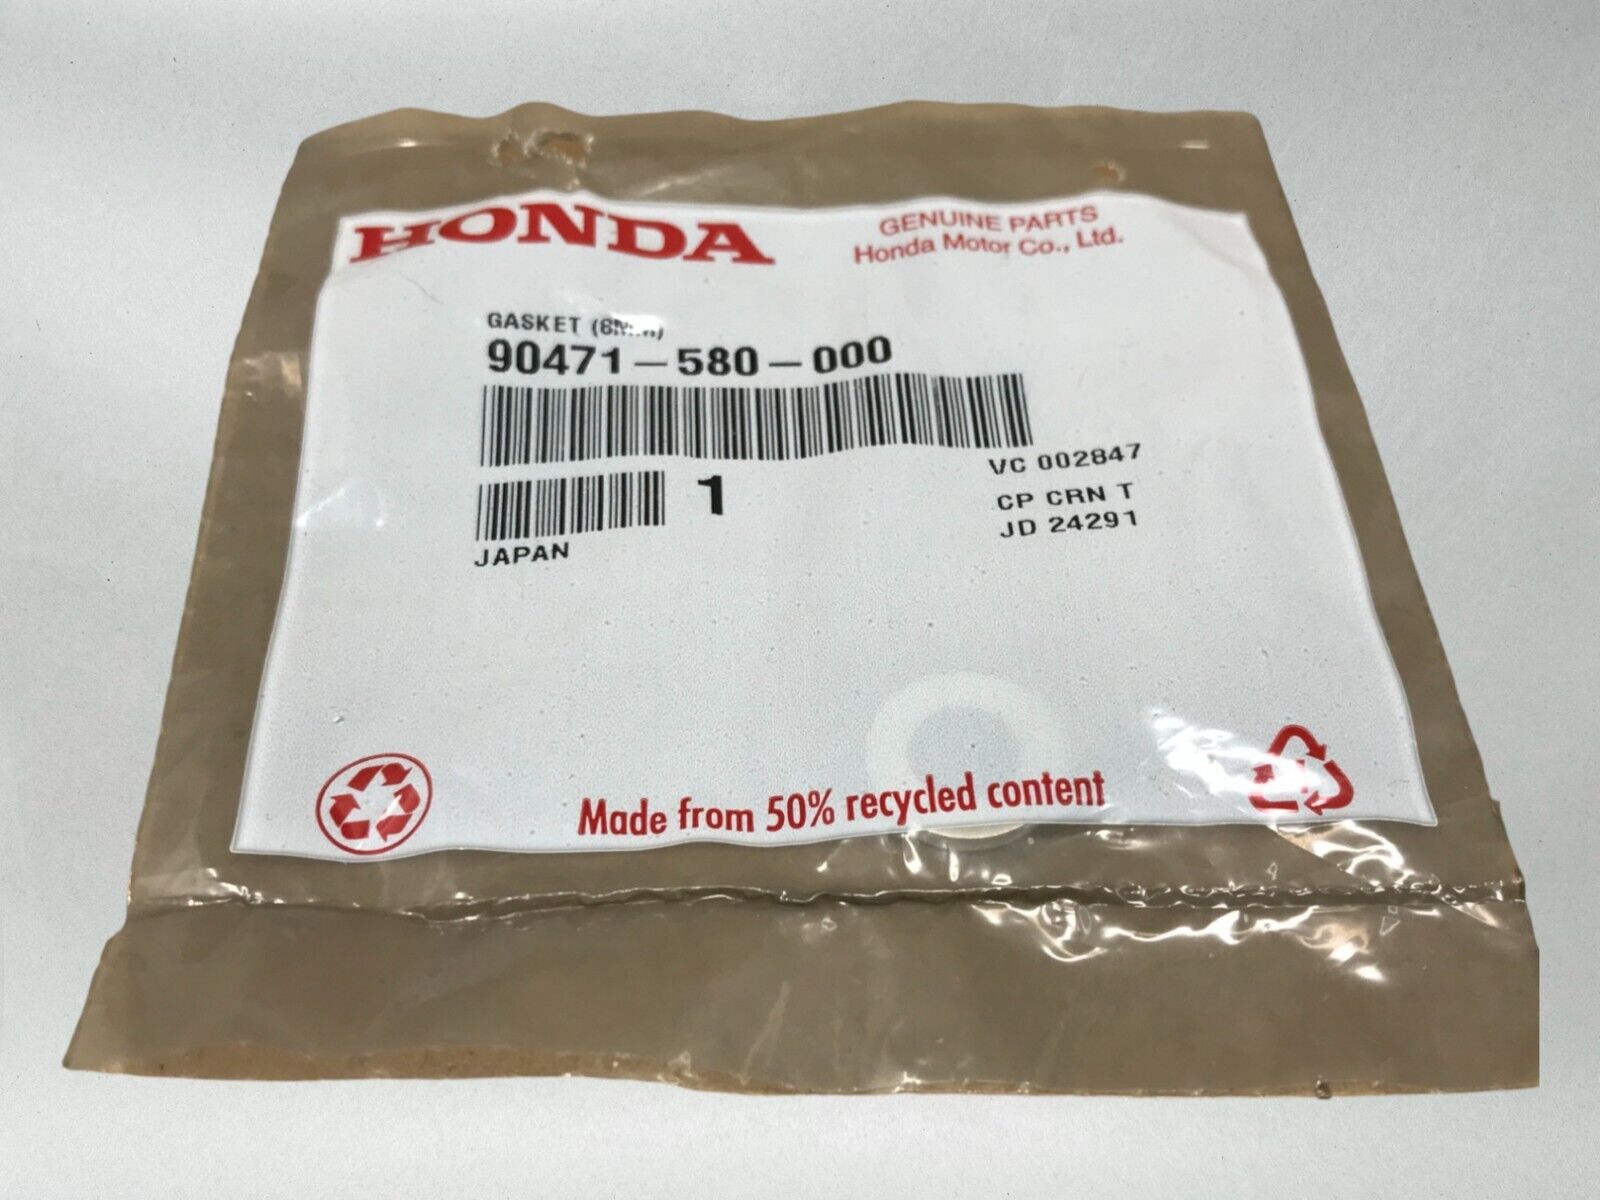 HONDA
GENUINE PARTS
Honda Motor Co., Ltd.
GASKET
90471-580-000
VC 002847
1
CP CRN T
JD 24291
JAPAN
Made from 50% recycled content